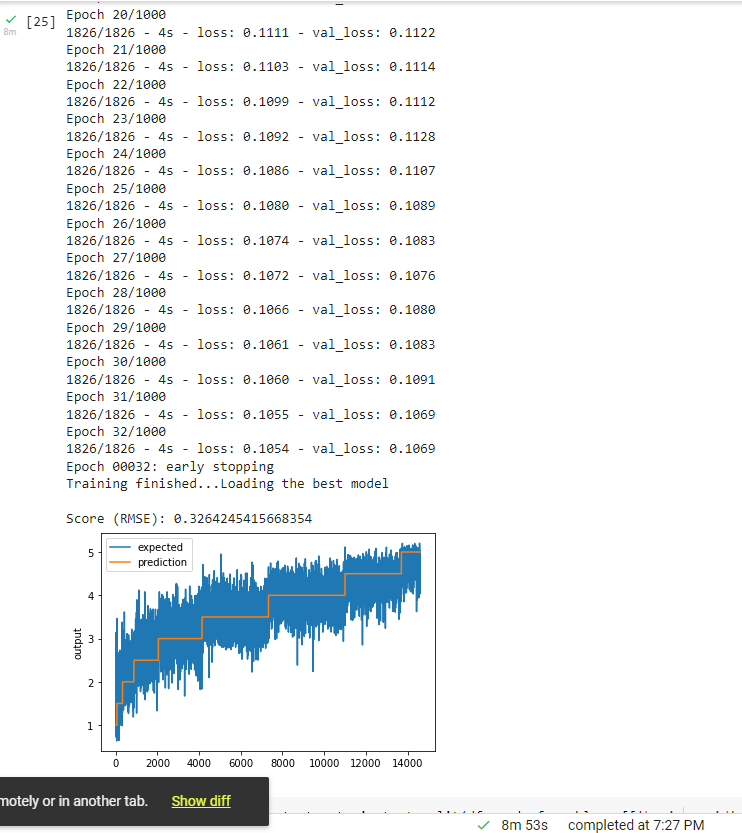 Epoch 20/1000
[25]
8m
1826/1826 - 4s - loss: 0.1111 - val_loss: 0.1122
Epoch 21/1000
1826/1826 - 4s - loss: 0.1103 - val_loss: 0.1114
Epoch 22/1000
1826/1826 - 4s - loss: 0.1099 - val_loss: 0.1112
Epoch 23/1000
1826/1826 - 4s - loss: 0.1092 - val_loss: 0.1128
Epoch 24/1000
1826/1826 - 4s - loss: 0.1086 - val_loss: 0.1107
Epoch 25/1000
1826/1826 - 4s - loss: 0.1080 - val_loss: 0.1089
Epoch 26/1000
1826/1826 - 4s - loss: 0.1074 - val_loss: 0.1083
Epoch 27/1000
1826/1826 - 4s - loss: 0.1072 - val_loss: 0.1076
Epoch 28/1000
1826/1826 - 4s - loss: 0.1066 - val_loss: 0.1080
Epoch 29/1000
1826/1826 - 4s - loss: 0.1061 - val_loss: 0.1083
Epoch 30/1000
1826/1826 - 4s - loss: 0.1060 - val_loss: 0.1091
Epoch 31/1000
1826/1826 - 4s - loss: 0.1055 - val_loss: 0.1069
Epoch 32/1000
1826/1826 - 4s - loss: 0.1054 - val_loss: 0.1069
Epoch 00032: early stopping
Training finished...Loading the best model
Score (RMSE): 0.3264245415668354
expected
prediction
5
4
3
2
1
output
0 2000 4000 6000 8000 10000 12000 14000
motely or in another tab. Show diff
8m 53s completed at 7:27 PM